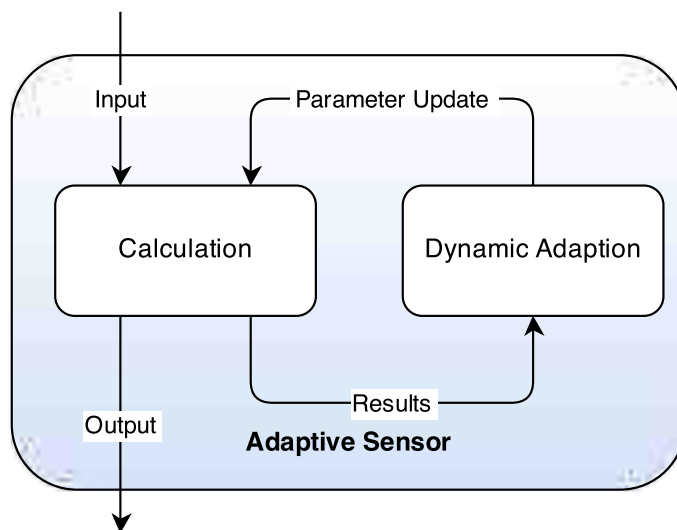 Input
Parameter Update
Calculation
Dynamic Adaption
Results
Output
Adaptive Sensor